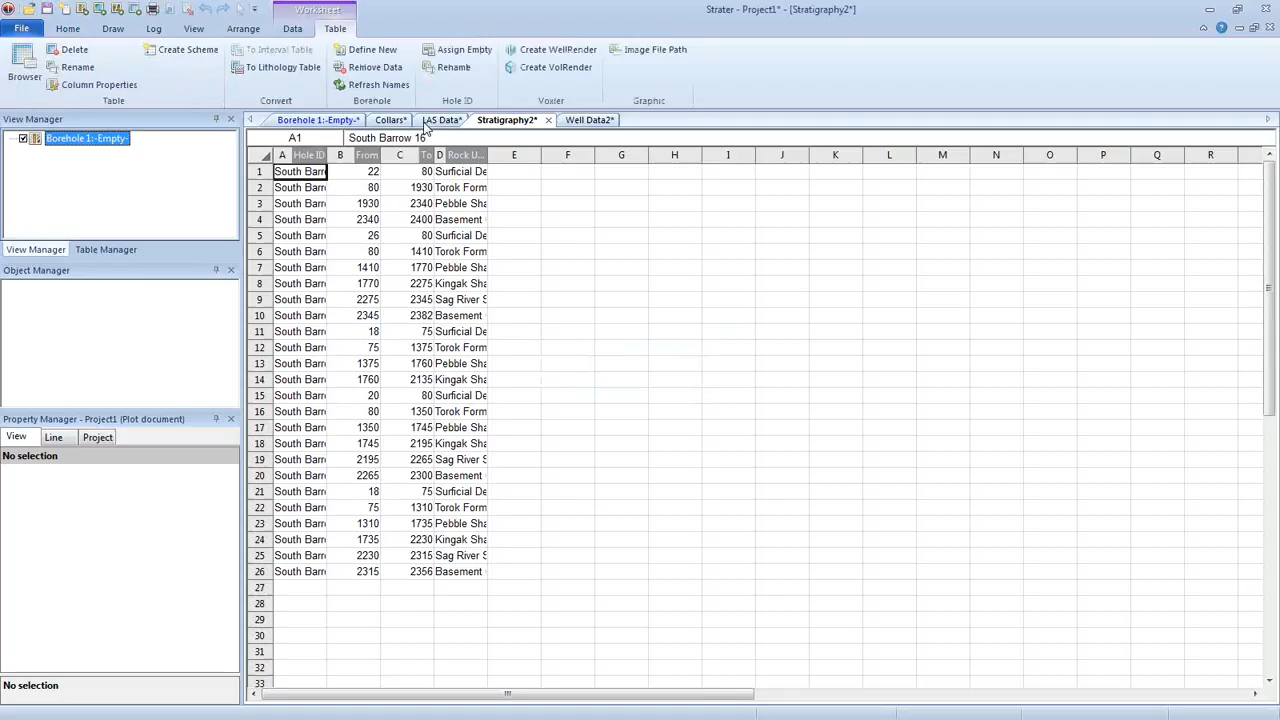 Worksheet
Strater - Project1* - [Stratigraphy2*]
File Home Draw Log View Arrange Data Table
Browser
Delete
Rename
Column Properties
Create Scheme
Table
To Interval Table
To Lithology Table
Convert
Define New
Remove Data
Refresh Names
Borehole
Assign Empty
Rename
Hole ID
Create WellRender
Create VolRender
Voxler
Image File Path
Graphic
View Manager
Borehole 1:-Empty-
View Manager Table Manager
Object Manager
Property Manager - Project1 (Plot document)
View Line Project
No selection
No selection
Borehole 1:-Empty-* Collars* LAS Data* Stratigraphy2* Well Data2*
A1 South Barrow 16
A Hole ID B From C To D Rock U... E F G H I J K L M N O P Q R
1 South Barr 22 80 Surficial De
2 South Barr 80 1930 Torok Form
3 South Barr 1930 2340 Pebble Sha
4 South Barr 2340 2400 Basement
5 South Barr 26 80 Surficial De
6 South Barr 80 1410 Torok Form
7 South Barr 1410 1770 Pebble Sha
8 South Barr 1770 2275 Kingak Sha
9 South Barr 2275 2345 Sag River S
10 South Barr 2345 2382 Basement
11 South Barr 18 75 Surficial De
12 South Barr 75 1375 Torok Form
13 South Barr 1375 1760 Pebble Sha
14 South Barr 1760 2135 Kingak Sha
15 South Barr 20 80 Surficial De
16 South Barr 80 1350 Torok Form
17 South Barr 1350 1745 Pebble Sha
18 South Barr 1745 2195 Kingak Sha
19 South Barr 2195 2265 Sag River S
20 South Barr 2265 2300 Basement
21 South Barr 18 75 Surficial De
22 South Barr 75 1310 Torok Form
23 South Barr 1310 1735 Pebble Sha
24 South Barr 1735 2230 Kingak Sha
25 South Barr 2230 2315 Sag River S
26 South Barr 2315 2356 Basement
27
28
29
30
31
32
33